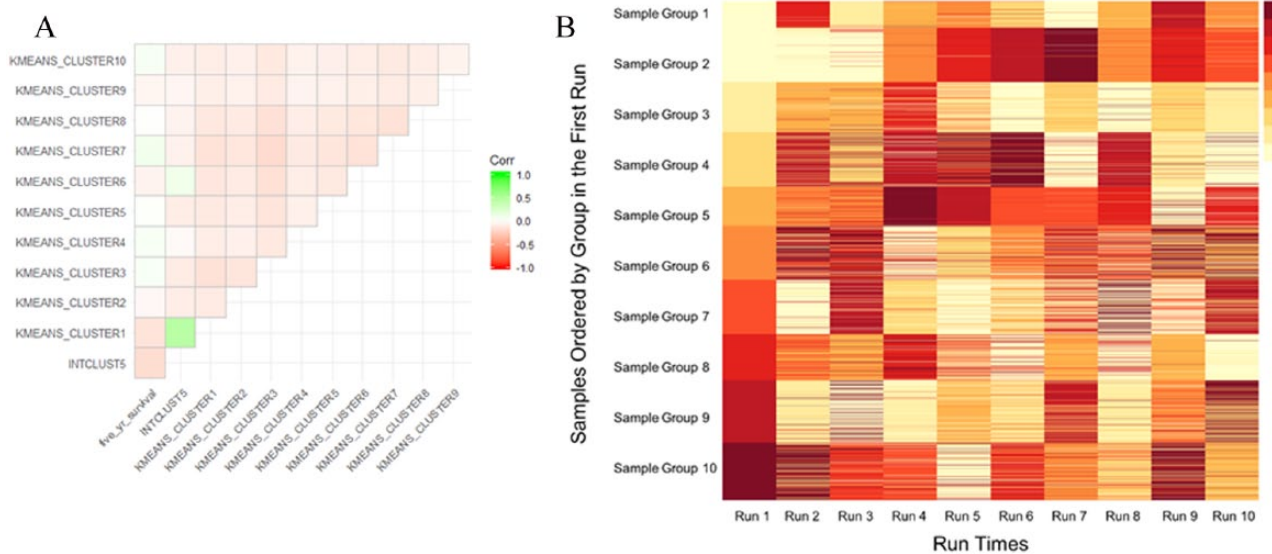 A
KMEANS_CLUSTER10
KMEANS_CLUSTER9
KMEANS_CLUSTER8
KMEANS_CLUSTER7
KMEANS_CLUSTER6
KMEANS_CLUSTER5
KMEANS_CLUSTER4
KMEANS_CLUSTER3
KMEANS_CLUSTER2
KMEANS_CLUSTER1
INTCLUST5
five_yr_survival
INTCLUST5
KMEANS_CLUSTER1
KMEANS_CLUSTER2
KMEANS_CLUSTER3
KMEANS_CLUSTER4
KMEANS_CLUSTER5
KMEANS_CLUSTER6
KMEANS_CLUSTER7
KMEANS_CLUSTER8
KMEANS_CLUSTER9
Corr
1.0
0.5
0.0
-0.5
-1.0
B
Samples Ordered by Group in the First Run
Sample Group 1
Sample Group 2
Sample Group 3
Sample Group 4
Sample Group 5
Sample Group 6
Sample Group 7
Sample Group 8
Sample Group 9
Sample Group 10
Run 1 Run 2 Run 3 Run 4 Run 5 Run 6 Run 7 Run 8 Run 9 Run 10
Run Times